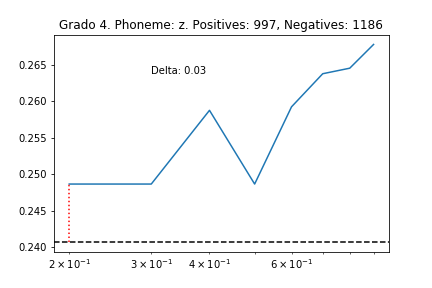 Grado 4. Phoneme: z. Positives: 997, Negatives: 1186
Delta: 0.03
0.265
0.260
0.255
0.250
0.245
0.240
2 × 10⁻¹ 3 × 10⁻¹ 4 × 10⁻¹ 6 × 10⁻¹